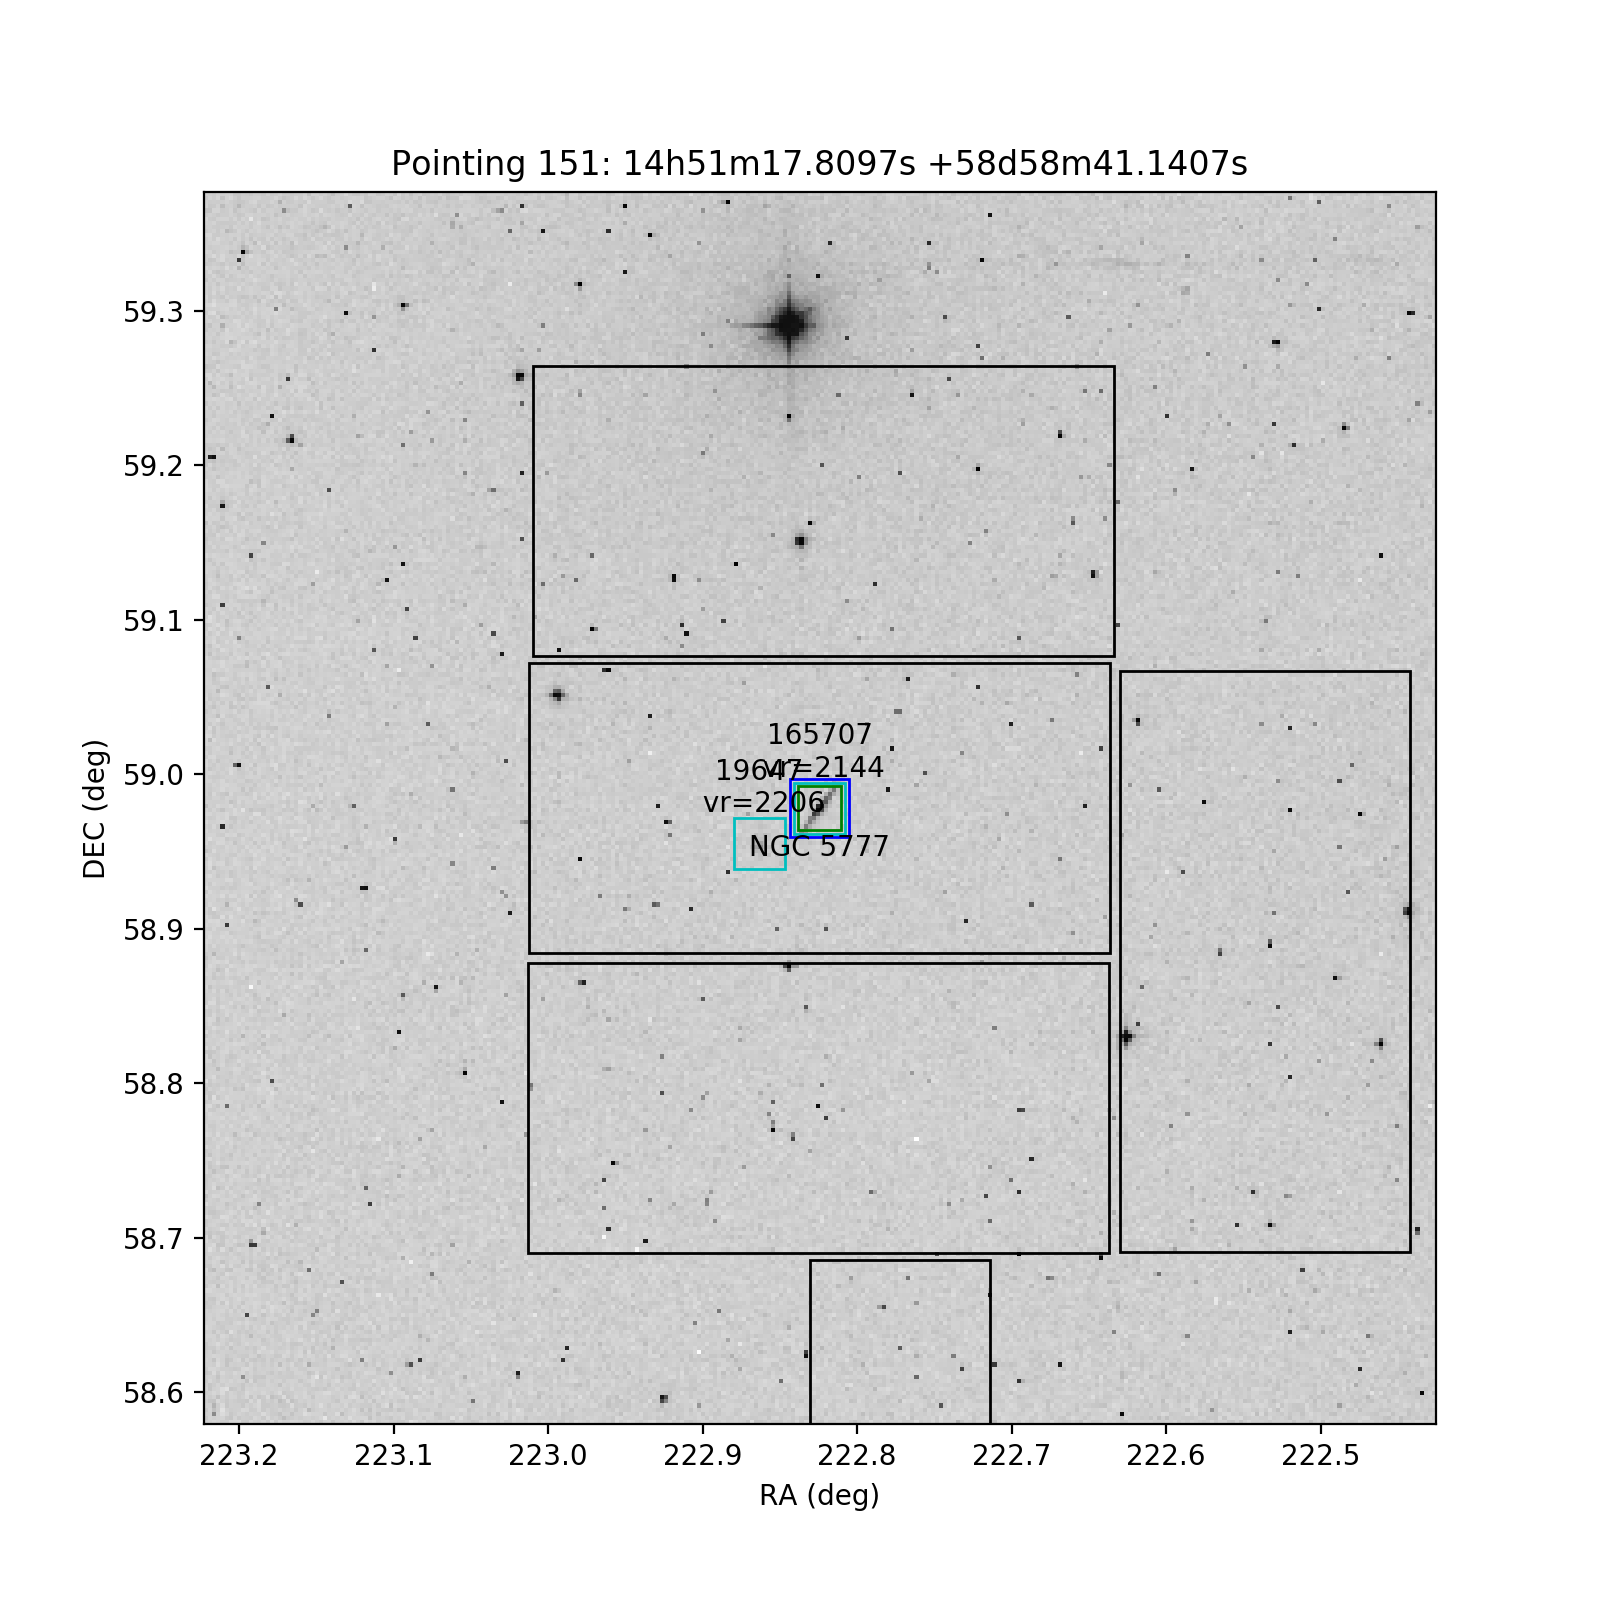 Pointing 151: 14h51m17.8097s +58d58m41.1407s
59.3
59.2
59.1
59.0
58.9
58.8
58.7
58.6
DEC (deg)
165707
vr=2144
19647
vr=2206
NGC 5777
223.2 223.1 223.0 222.9 222.8 222.7 222.6 222.5
RA (deg)